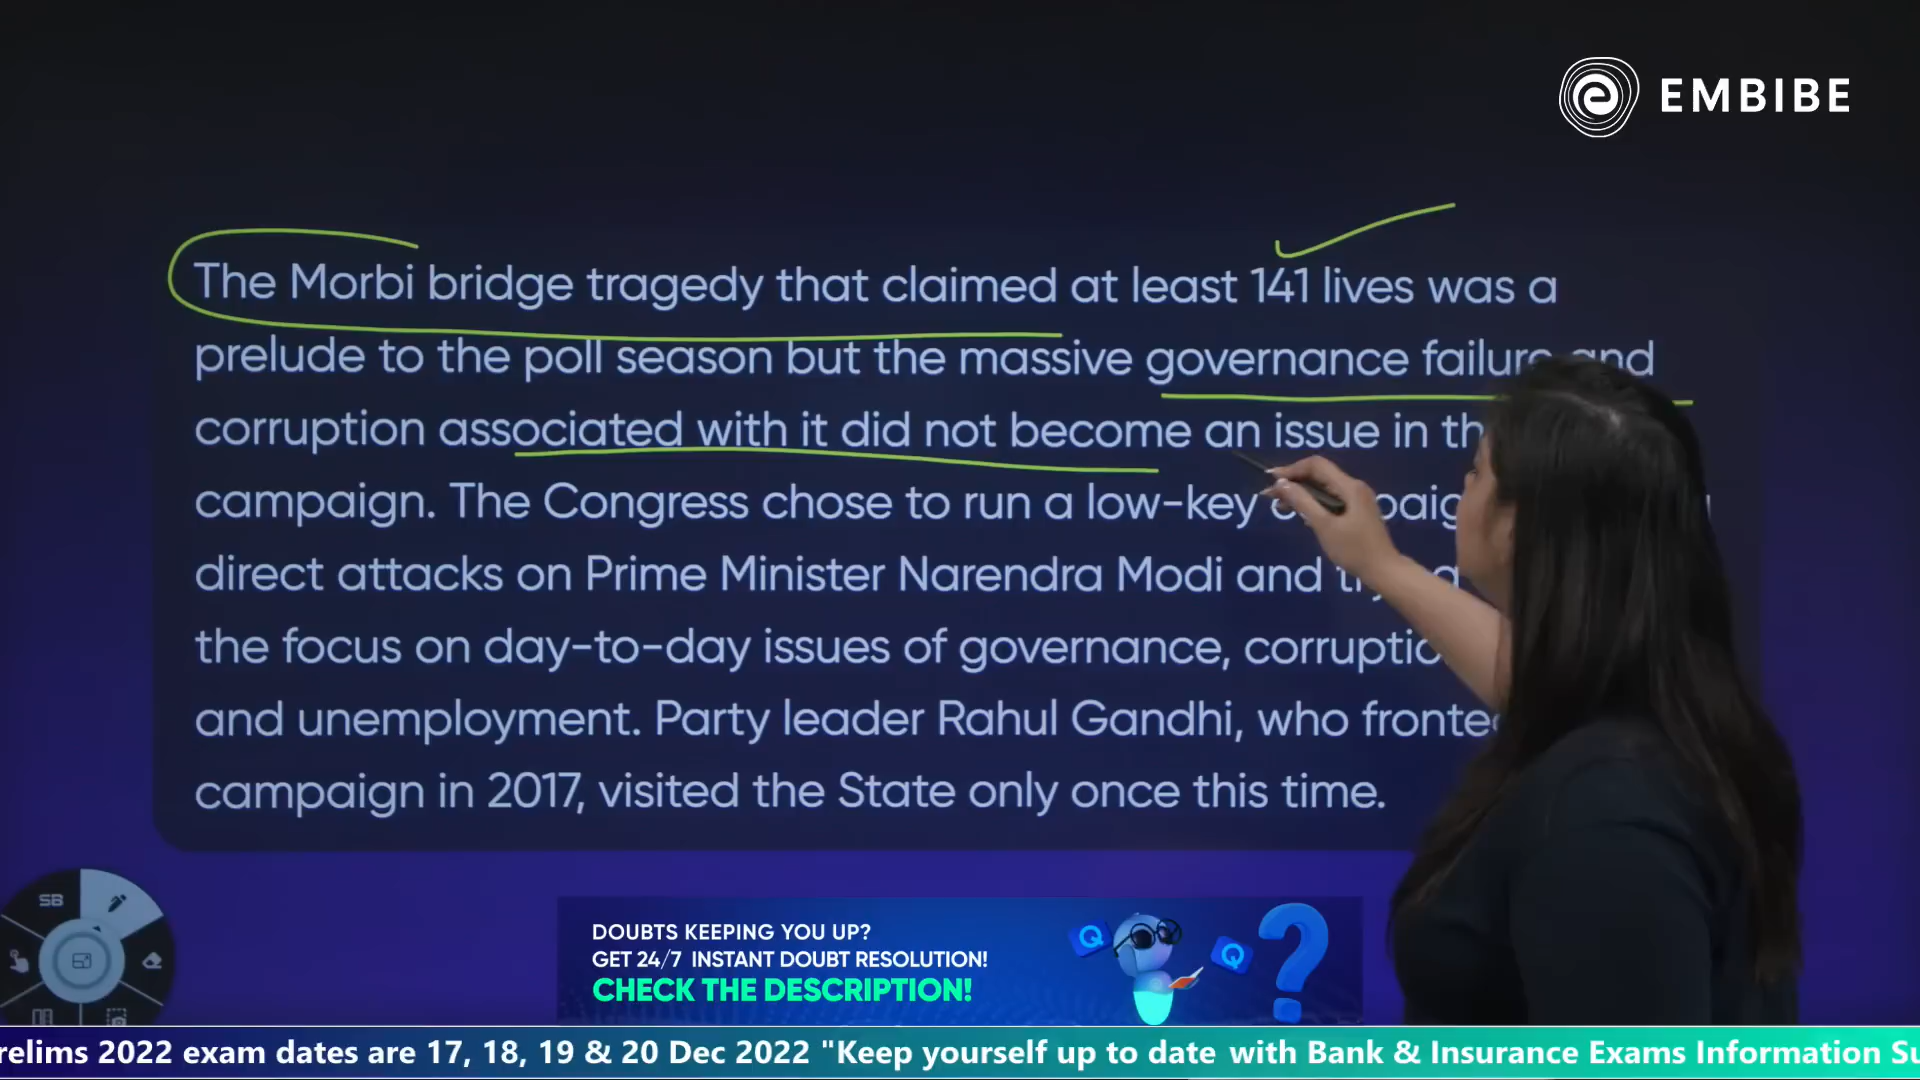 EMBIBE
The Morbi bridge tragedy that claimed at least 141 lives was a
prelude to the poll season but the massive governance failure and
corruption associated with it did not become an issue in
campaign. The Congress chose to run a low-key
direct attacks on Prime Minister Narendra Modi and
the focus on day-to-day issues of governance,
and unemployment. Party leader Rahul Gandhi, who
campaign in 2017, visited the State only once this time.
SB
DOUBTS KEEPING YOU UP?
GET 24/7 INSTANT DOUBT RESOLUTION!
CHECK THE DESCRIPTION!
Q
Q
?
relims 2022 exam dates are 17, 18, 19 & 20 Dec 2022 "Keep yourself up to date with Bank & Insurance Exams Information